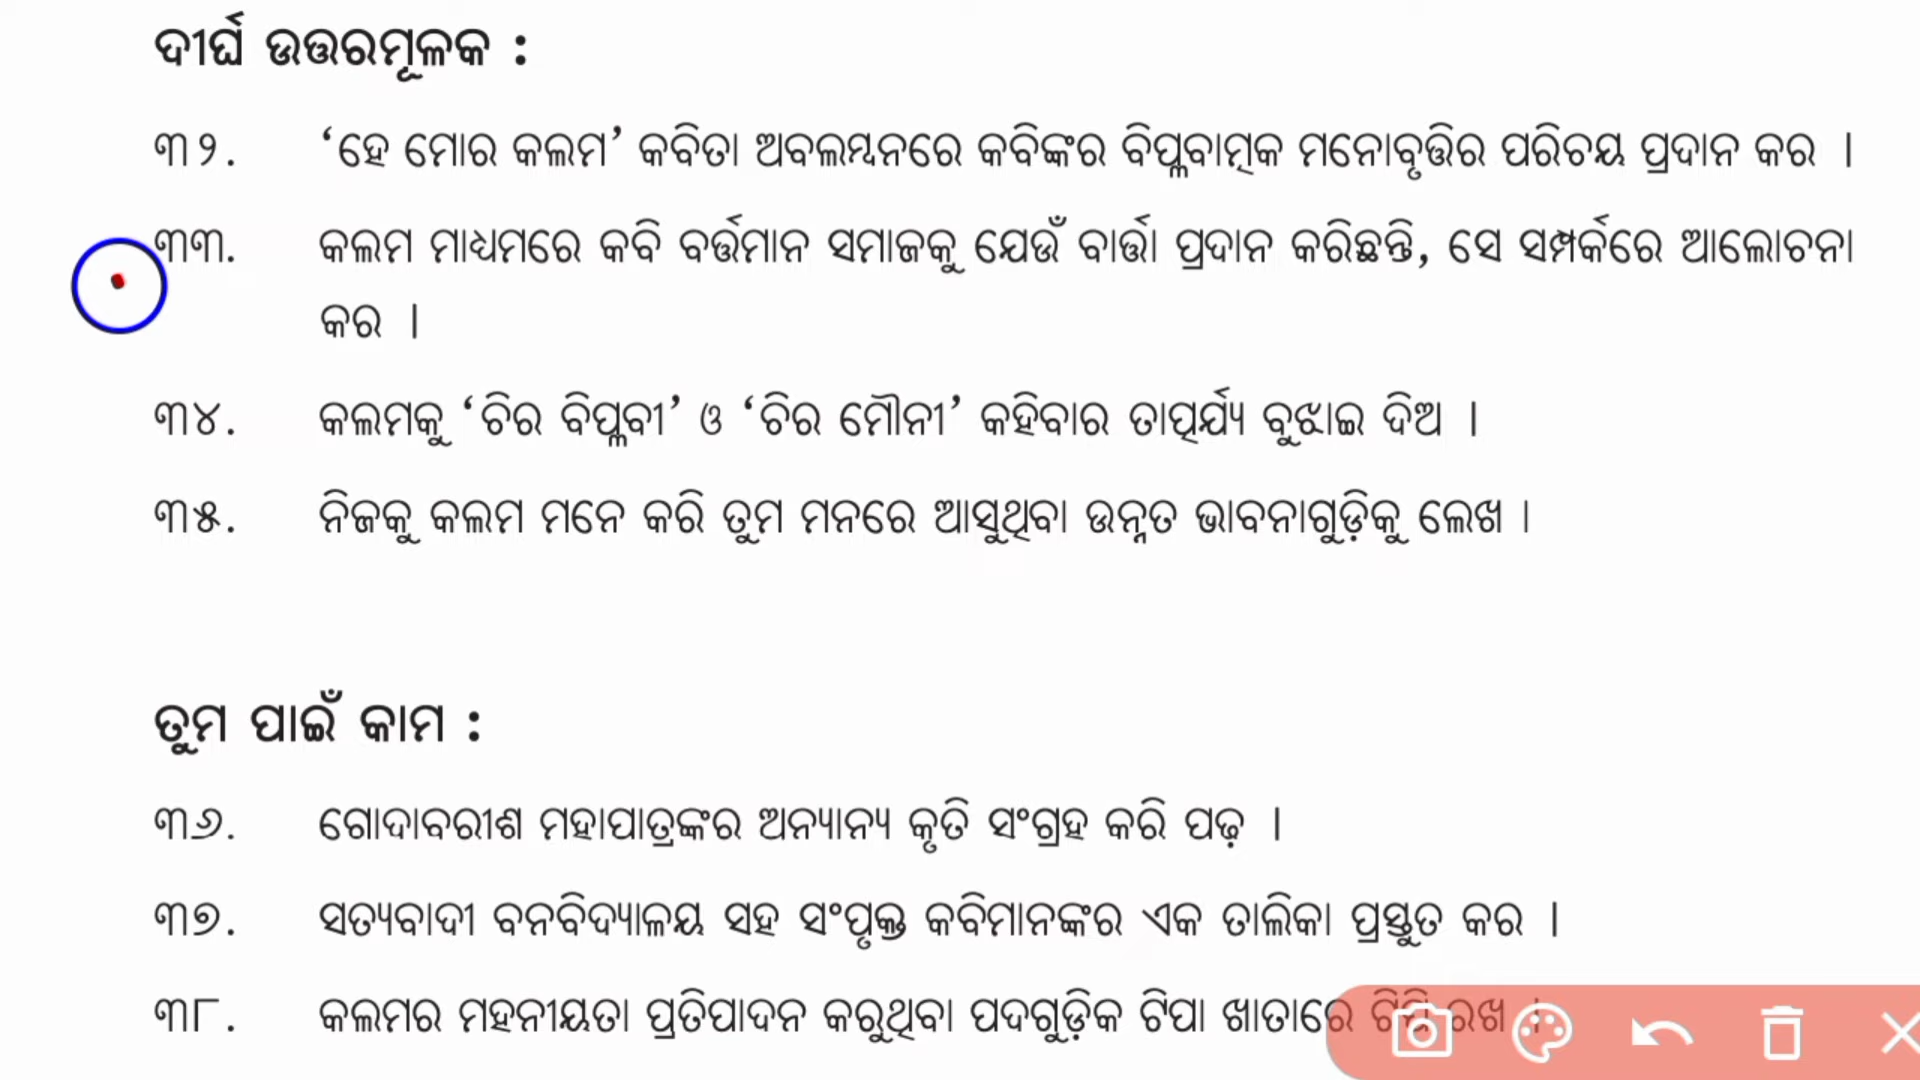 ଦୀର୍ଘ ଉତ୍ତରମୂଳକ :
୩୨. ‘ହେ ମୋର କଲମ’ କବିତା ଅବଲମ୍ବନରେ କବିଙ୍କର ବିପ୍ଳବାତ୍ମକ ମନୋବୃତ୍ତିର ପରିଚୟ ପ୍ରଦାନ କର ।
୩୩. କଲମ ମାଧ୍ୟମରେ କବି ବର୍ତ୍ତମାନ ସମାଜକୁ ଯେଉଁ ବାର୍ତ୍ତା ପ୍ରଦାନ କରିଛନ୍ତି, ସେ ସମ୍ପର୍କରେ ଆଲୋଚନା
କର ।
୩୪. କଲମକୁ ‘ଚିର ବିପ୍ଳବୀ’ ଓ ‘ଚିର ମୌନୀ’ କହିବାର ତାତ୍ପର୍ଯ୍ୟ ବୁଝାଇ ଦିଅ ।
୩୫. ନିଜକୁ କଲମ ମନେ କରି ତୁମ ମନରେ ଆସୁଥିବା ଉନ୍ନତ ଭାବନାଗୁଡ଼ିକୁ ଲେଖ ।
ତୁମ ପାଇଁ କାମ :
୩୬. ଗୋଦାବରୀଶ ମହାପାତ୍ରଙ୍କର ଅନ୍ୟାନ୍ୟ କୃତି ସଂଗ୍ରହ କରି ପଢ଼ ।
୩୭. ସତ୍ୟବାଦୀ ବନବିଦ୍ୟାଳୟ ସହ ସଂପୃକ୍ତ କବିମାନଙ୍କର ଏକ ତାଲିକା ପ୍ରସ୍ତୁତ କର ।
୩୮. କଲମର ମହନୀୟତା ପ୍ରତିପାଦନ କରୁଥିବା ପଦଗୁଡ଼ିକ ଟିପା ଖାତାରେ ରଖ ।